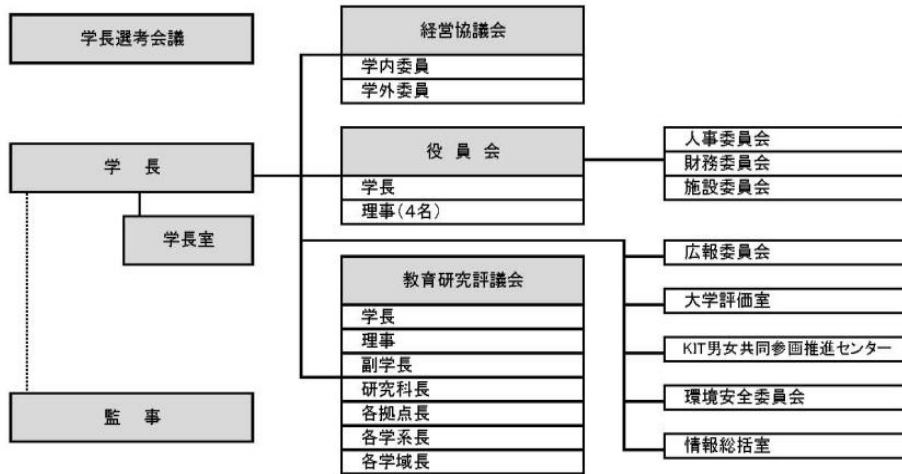 学長選考会議
学 長
学長室
監 事
経営協議会
学内委員
学外委員
役 員 会
学長
理事(4名)
教育研究評議会
学長
理事
副学長
研究科長
各拠点長
各学系長
各学域長
人事委員会
財務委員会
施設委員会
広報委員会
大学評価室
KIT男女共同参画推進センター
環境安全委員会
情報総括室